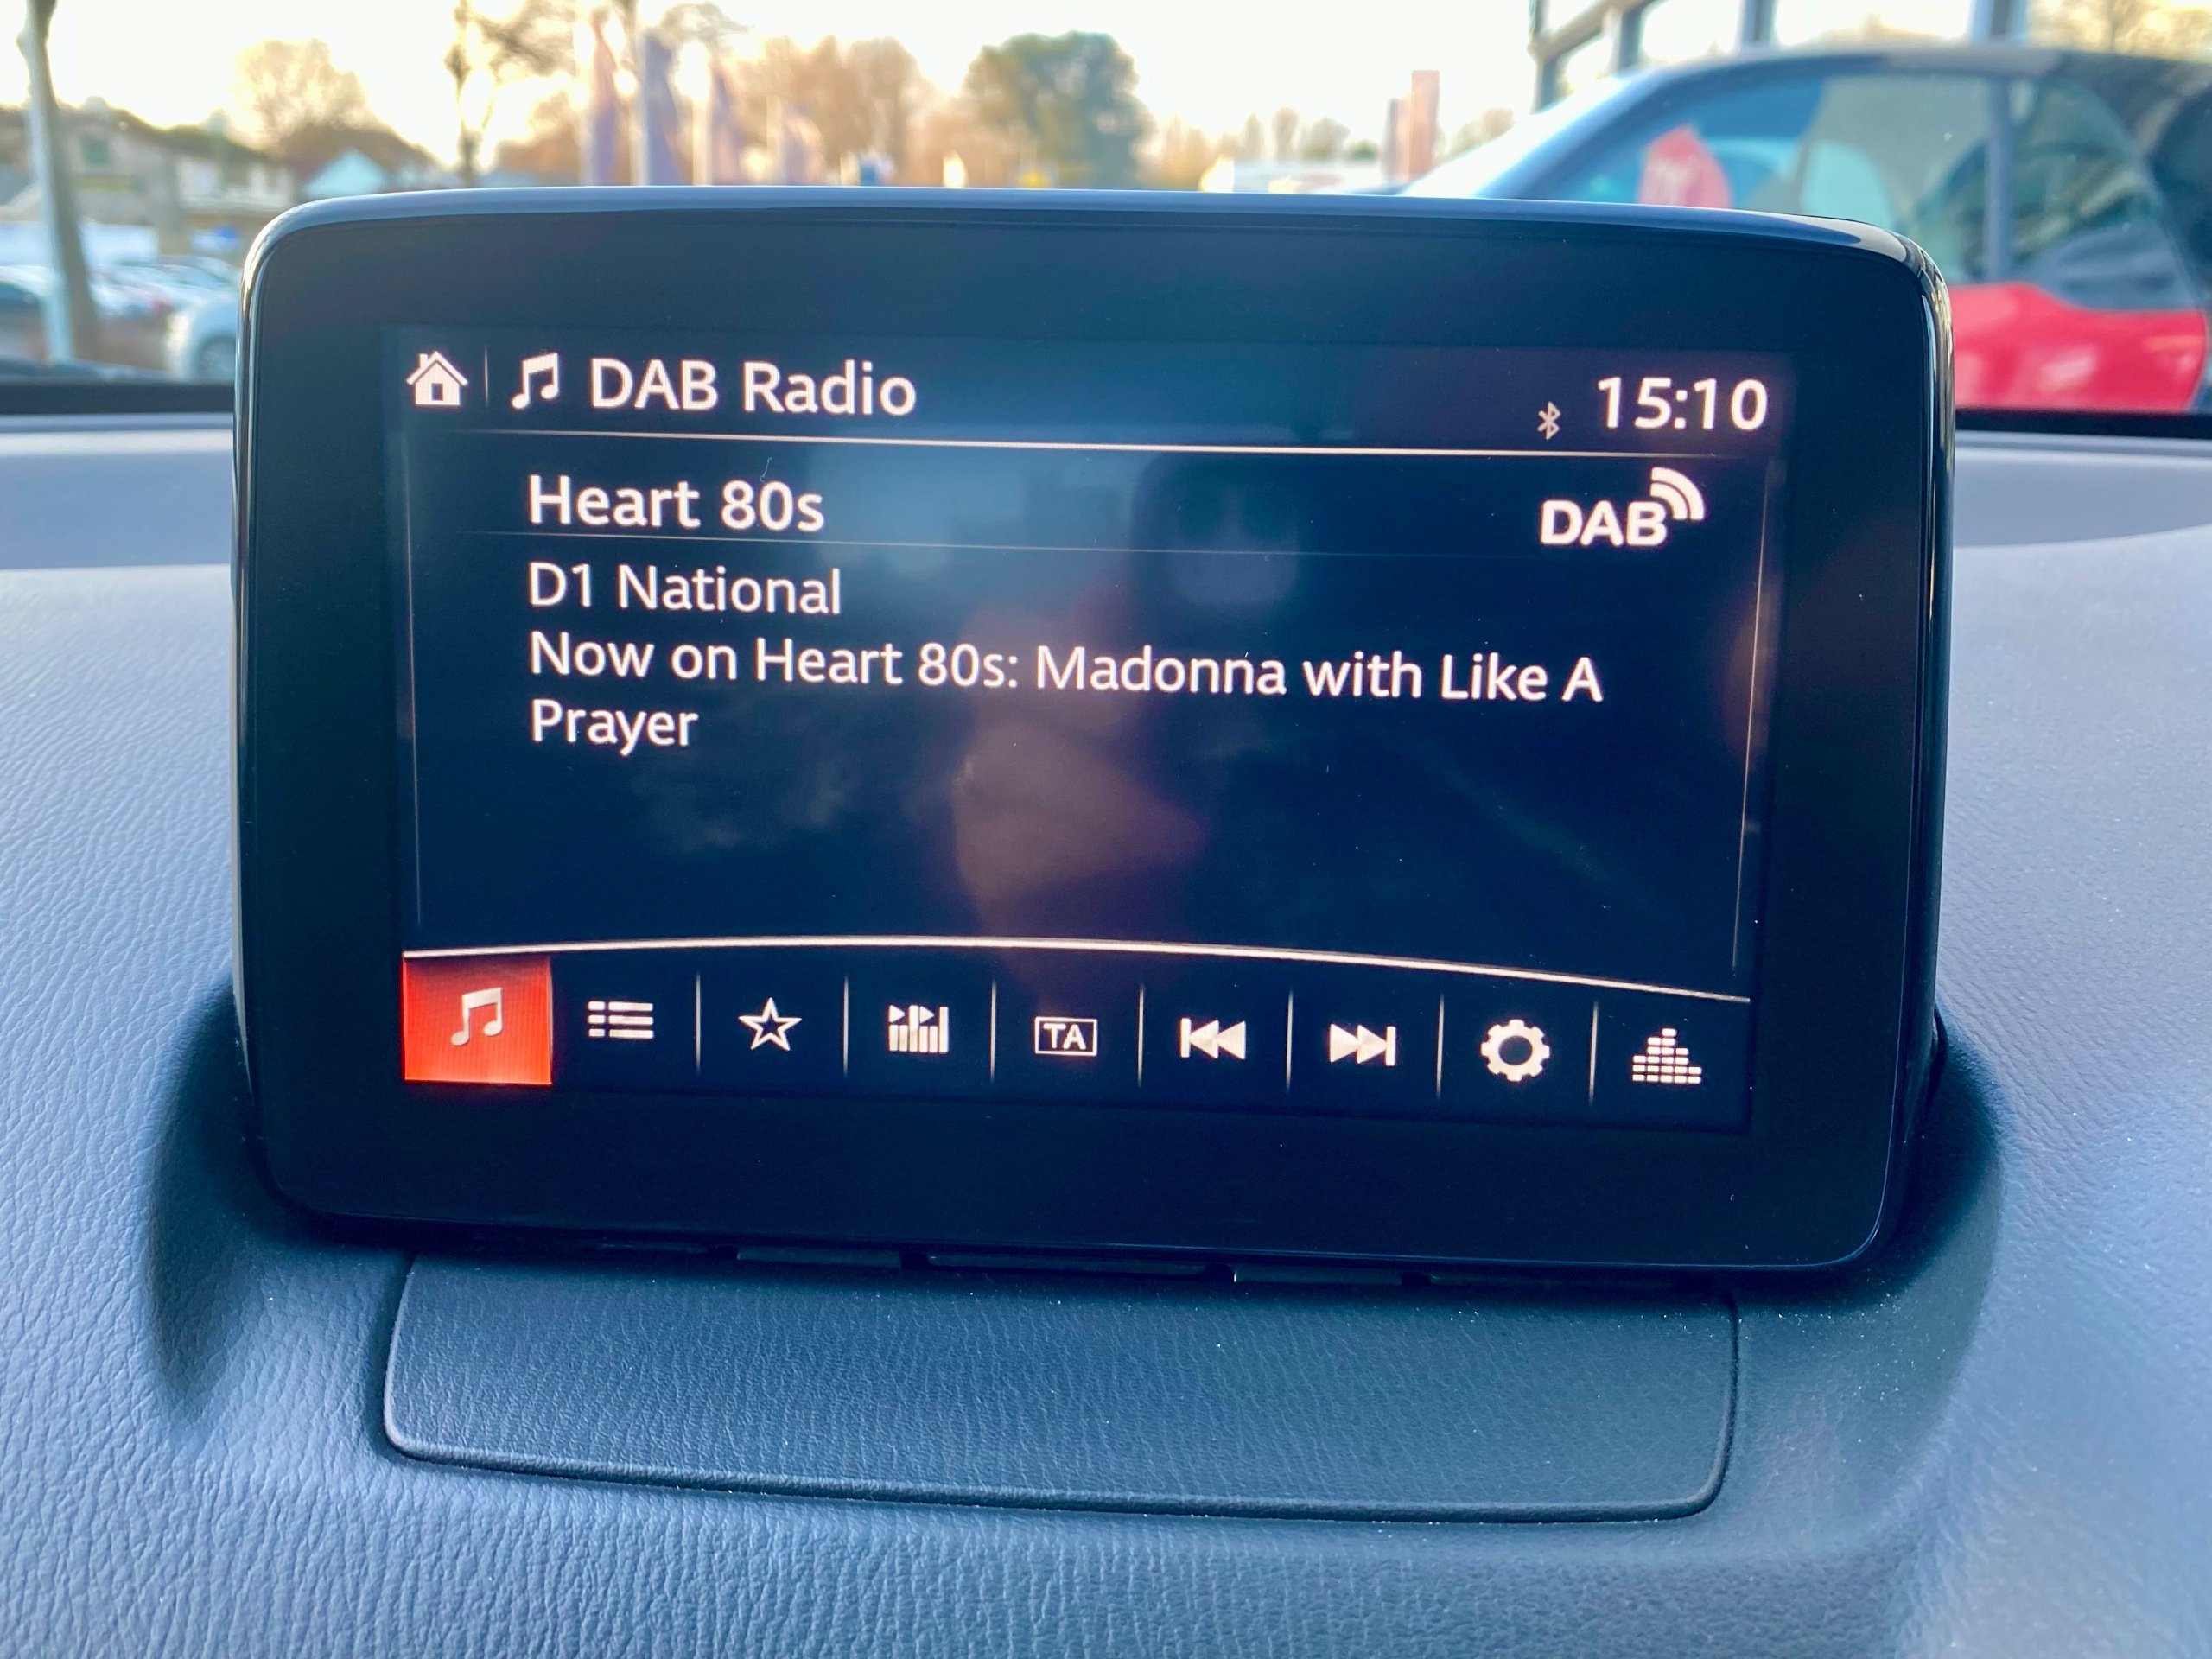 DAB Radio
15:10
Heart 80s
DAB
D1 National
Now on Heart 80s: Madonna with Like A
Prayer
TA